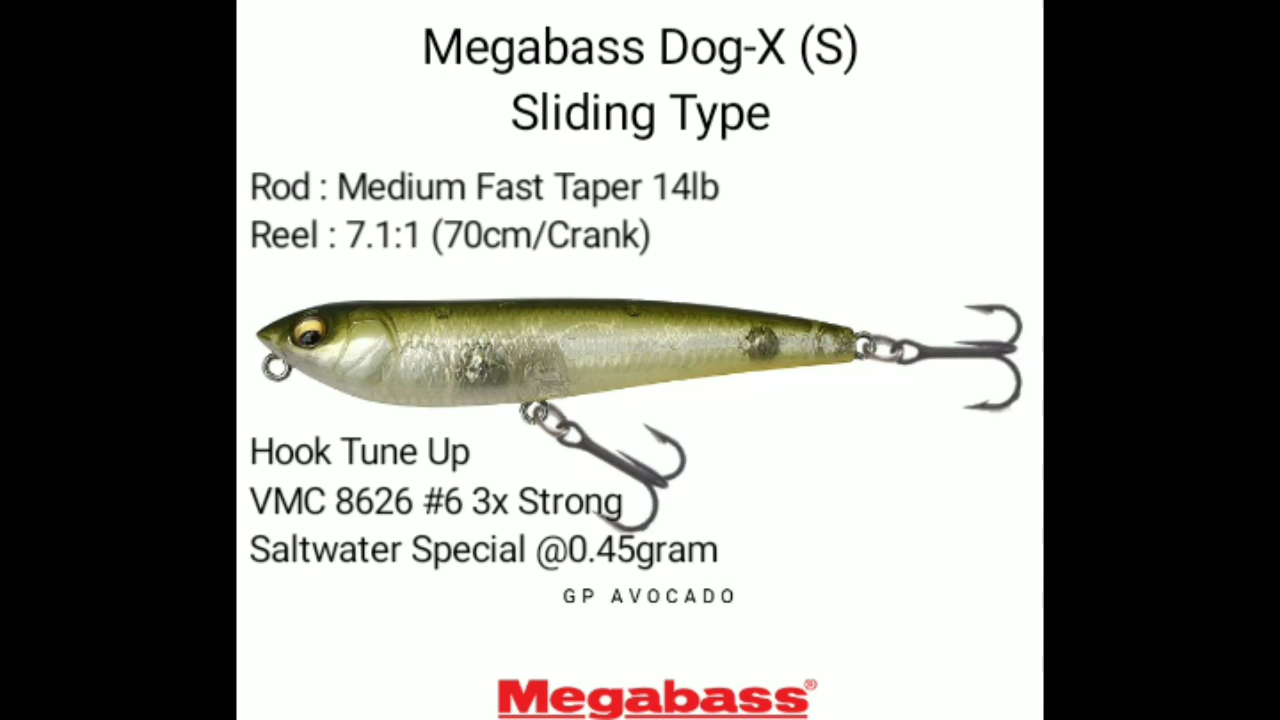 Megabass Dog-X (S)
Sliding Type
Rod : Medium Fast Taper 14lb
Reel : 7.1:1 (70cm/Crank)
Hook Tune Up
VMC 8626 #6 3x Strong
Saltwater Special @0.45gram
GP AVOCADO
Megabass®